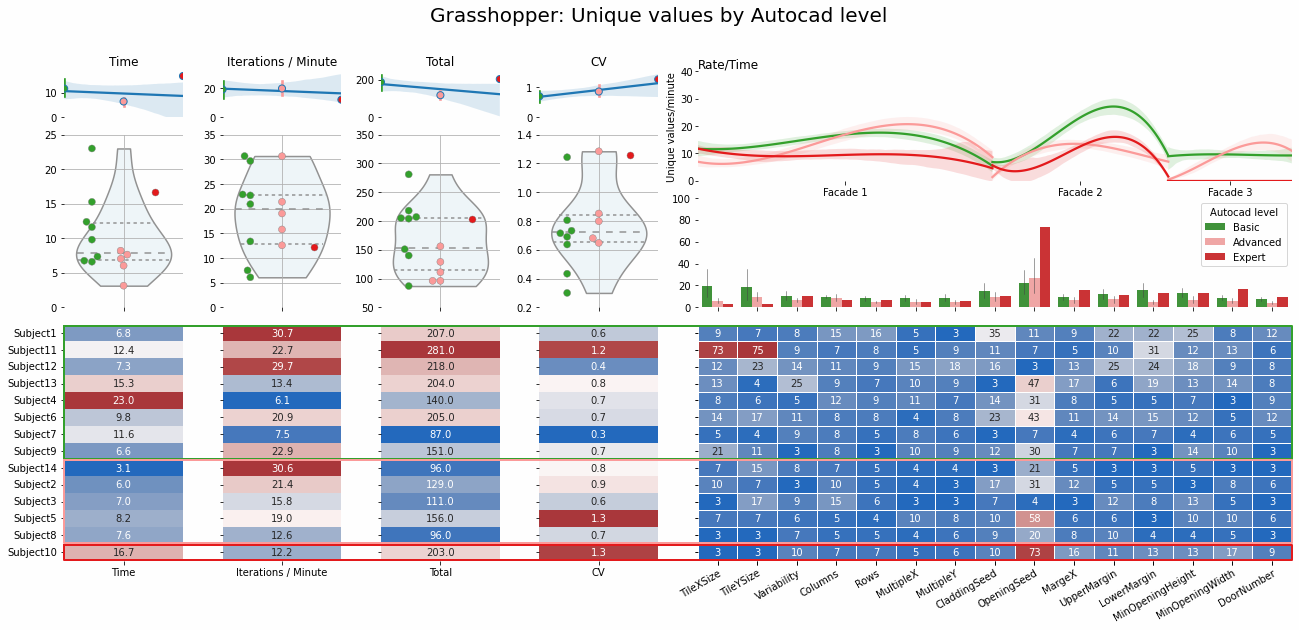 Grasshopper: Unique values by Autocad level
Time
Iterations / Minute
Total
CV
Rate/Time
10
0
20
0
200
0
1
0
Unique values/minute
40
30
20
10
0
Facade 1
Facade 2
Facade 3
25
20
15
10
5
0
35
30
25
20
15
10
5
0
350
300
250
200
150
100
50
1.4
1.2
1.0
0.8
0.6
0.4
0.2
100
80
60
40
20
0
Autocad level
Basic
Advanced
Expert
Subject1 6.8 30.7 207.0 0.6 9 7 8 15 16 5 3 35 11 9 22 22 25 8 12
Subject11 12.4 22.7 281.0 1.2 73 75 9 7 8 5 9 11 7 5 10 31 12 13 6
Subject12 7.3 29.7 218.0 0.4 12 23 14 11 9 15 18 16 3 13 25 24 18 9 8
Subject13 15.3 13.4 204.0 0.8 13 4 25 9 7 10 9 3 47 17 6 19 13 14 8
Subject4 23.0 6.1 140.0 0.7 8 6 5 12 9 11 7 14 31 8 5 5 7 3 9
Subject6 9.8 20.9 205.0 0.7 14 17 11 8 8 4 8 23 43 11 14 15 12 5 12
Subject7 11.6 7.5 87.0 0.3 5 4 9 8 5 8 6 3 7 4 6 7 4 6 5
Subject9 6.6 22.9 151.0 0.7 21 11 3 8 3 10 9 12 30 7 7 3 14 10 3
Subject14 3.1 30.6 96.0 0.8 7 15 8 7 5 4 4 3 21 5 3 3 5 3 3
Subject2 6.0 21.4 129.0 0.9 10 7 3 10 5 4 3 17 31 12 5 5 3 8 6
Subject3 7.0 15.8 111.0 0.6 3 17 9 15 6 3 3 7 4 3 12 8 13 5 3
Subject5 8.2 19.0 156.0 1.3 7 7 6 5 4 10 8 10 58 6 6 3 10 10 6
Subject8 7.6 12.6 96.0 0.7 3 3 7 5 5 4 6 9 20 8 10 4 4 5 3
Subject10 16.7 12.2 203.0 1.3 3 3 10 7 7 5 6 10 73 16 11 13 13 17 9
Time
Iterations / Minute
Total
CV
TileXSize
TileYSize
Variability
Columns
Rows
MultipleX
MultipleY
CladdingSeed
OpeningSeed
MargeX
UpperMargin
LowerMargin
MinOpeningHeight
MinOpeningWidth
DoorNumber